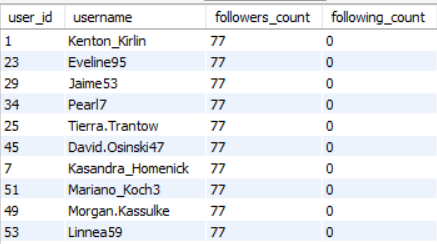 user_id username followers_count following_count
1 Kenton_Kirlin 77 0
23 Eveline95 77 0
29 Jaime53 77 0
34 Pearl7 77 0
25 Tierra.Trantow 77 0
45 David.Osinski47 77 0
7 Kasandra_Homenick 77 0
51 Mariano_Koch3 77 0
49 Morgan.Kassulke 77 0
53 Linnea59 77 0